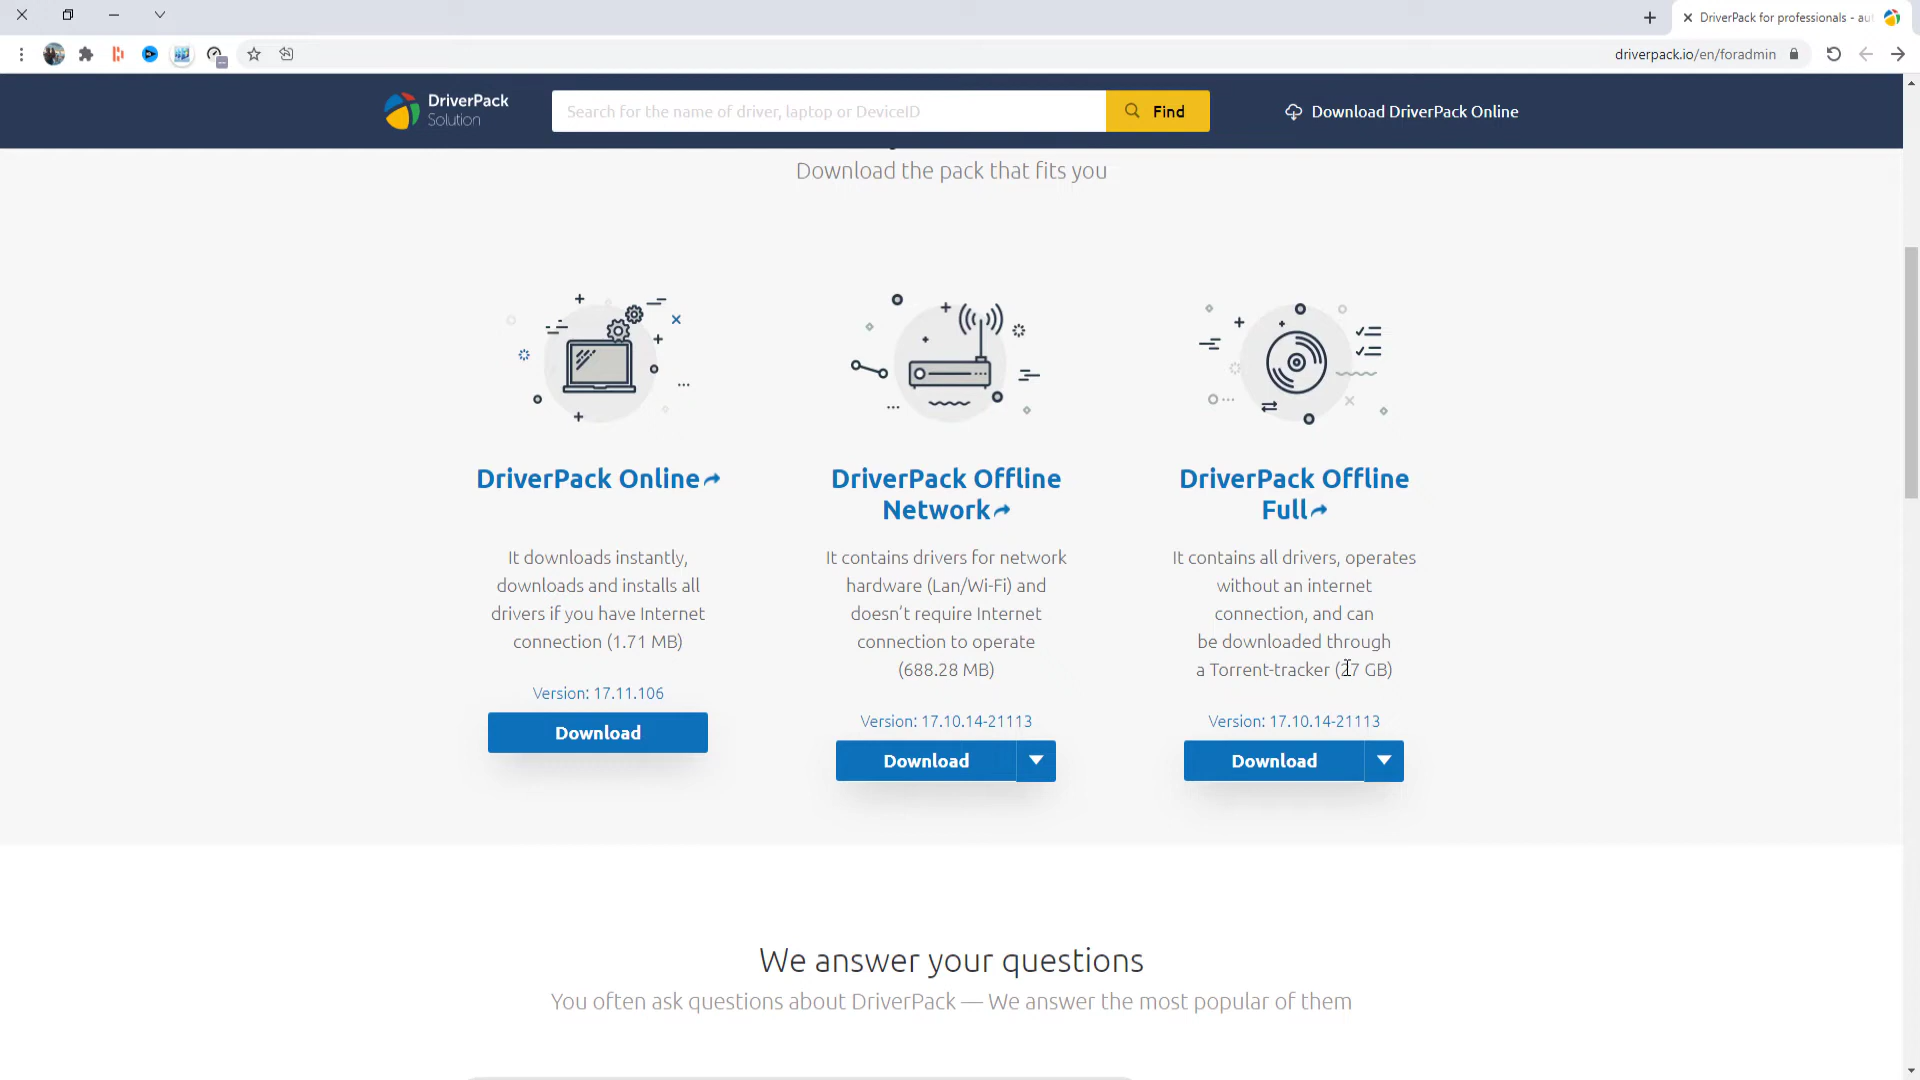 DriverPack for professionals - au
driverpack.io/en/foradmin
DriverPack
Solution
Search for the name of driver, laptop or DeviceID
Find
Download DriverPack Online
Download the pack that fits you
DriverPack Online
It downloads instantly,
downloads and installs all
drivers if you have Internet
connection (1.71 MB)
Version: 17.11.106
Download
DriverPack Offline
Network
It contains drivers for network
hardware (Lan/Wi-Fi) and
doesn't require Internet
connection to operate
(688.28 MB)
Version: 17.10.14-21113
Download
DriverPack Offline
Full
It contains all drivers, operates
without an internet
connection, and can
be downloaded through
a Torrent-tracker (27 GB)
Version: 17.10.14-21113
Download
We answer your questions
You often ask questions about DriverPack — We answer the most popular of them